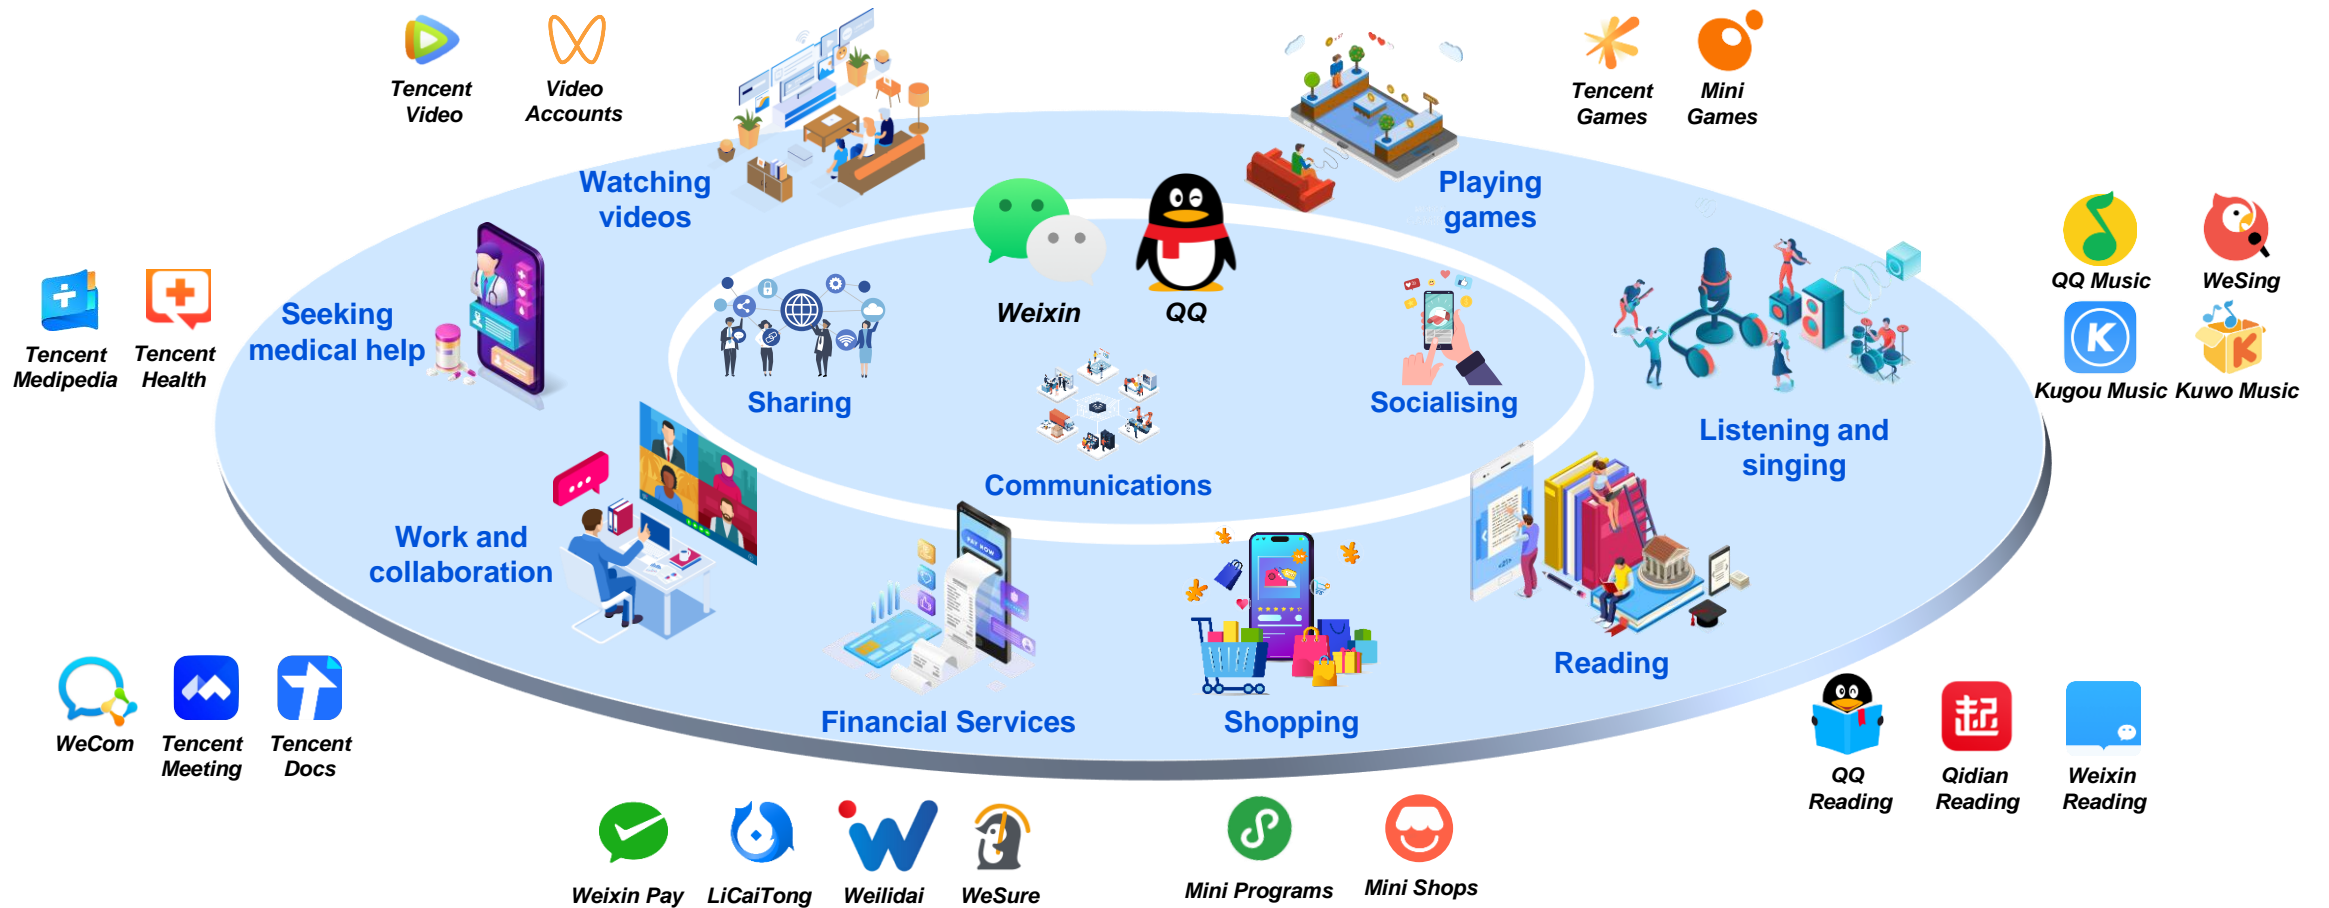 Tencent
Video
Video
Accounts
Tencent
Games
Mini
Games
Watching
videos
Playing
games
Weixin
QQ
QQ Music
WeSing
Kugou Music
Kuwo Music
Tencent
Medipedia
Tencent
Health
Seeking
medical help
Sharing
Socialising
Communications
Listening and
singing
Work and
collaboration
PAY NOW
Financial Services
Shopping
Reading
WeCom
Tencent
Meeting
Tencent
Docs
起
QQ
Reading
Qidian
Reading
Weixin
Reading
Weixin Pay
LiCaiTong
Weilidai
WeSure
Mini Programs
Mini Shops